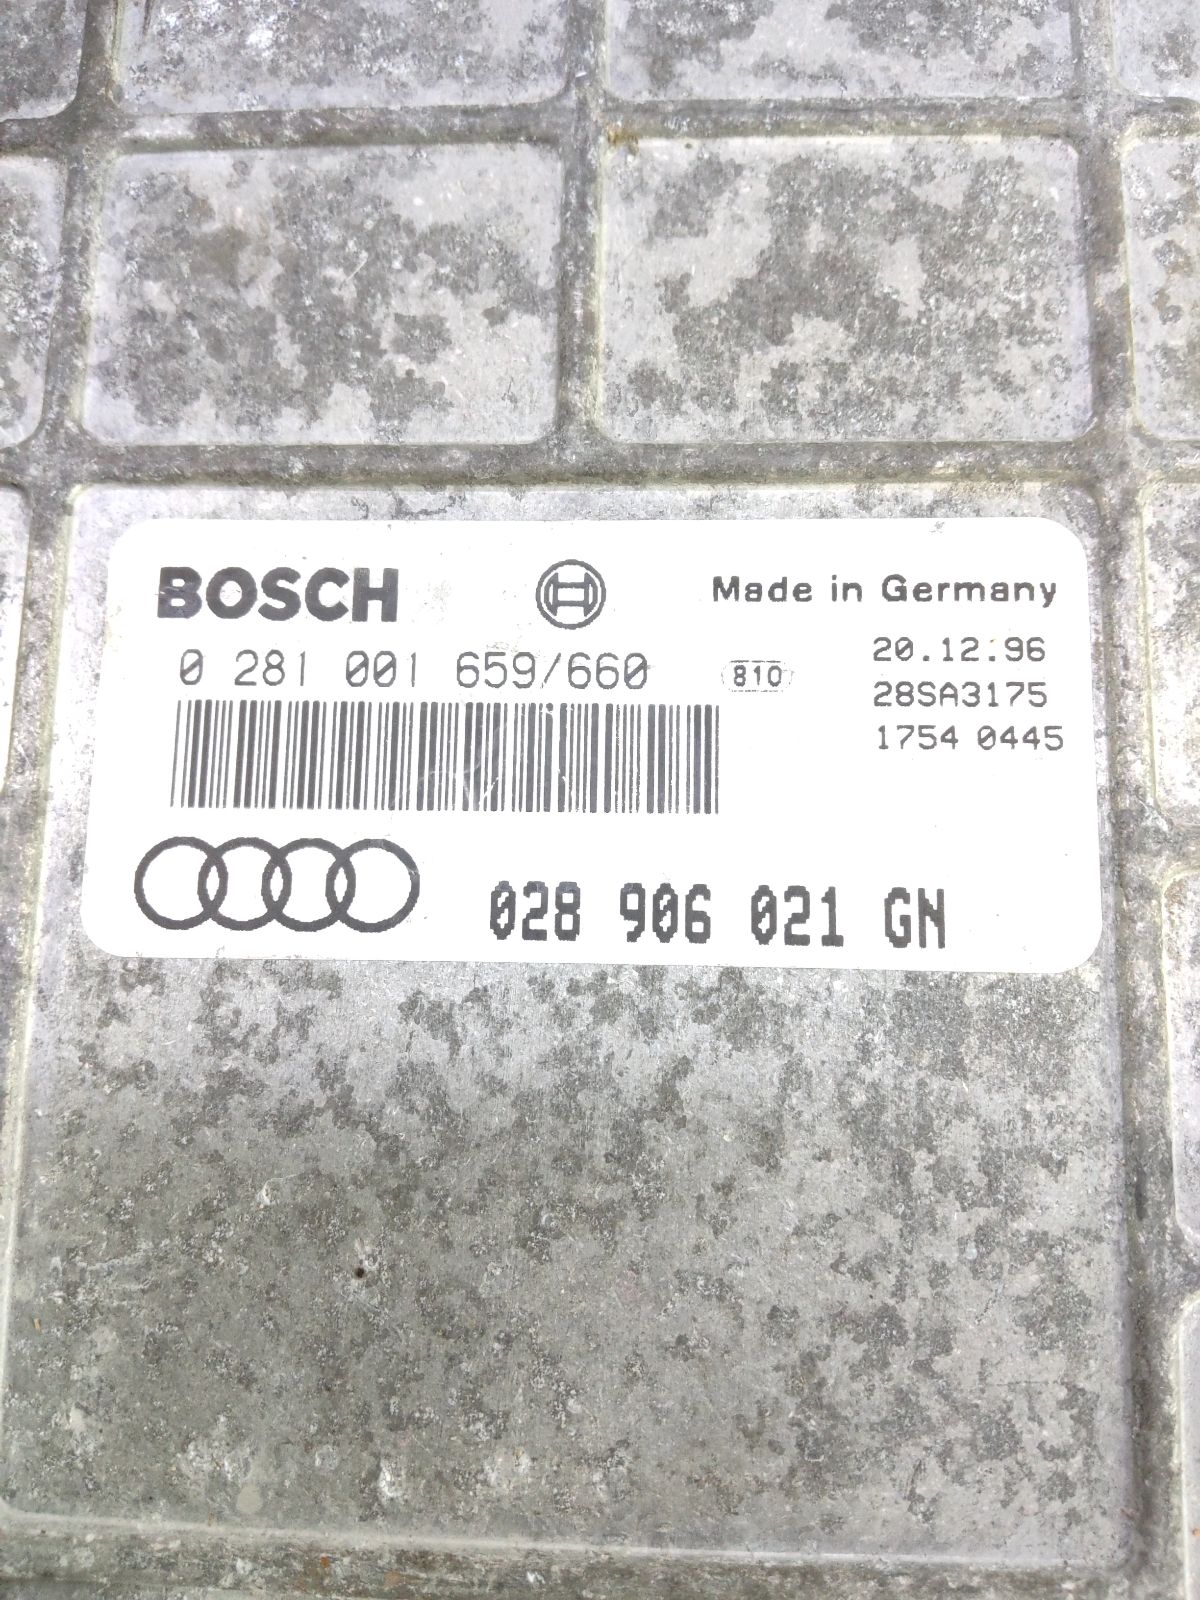 BOSCH
Made in Germany
0 281 001 659/660
810
20.12.96
28SA3175
1754 0445
028 906 021 GN